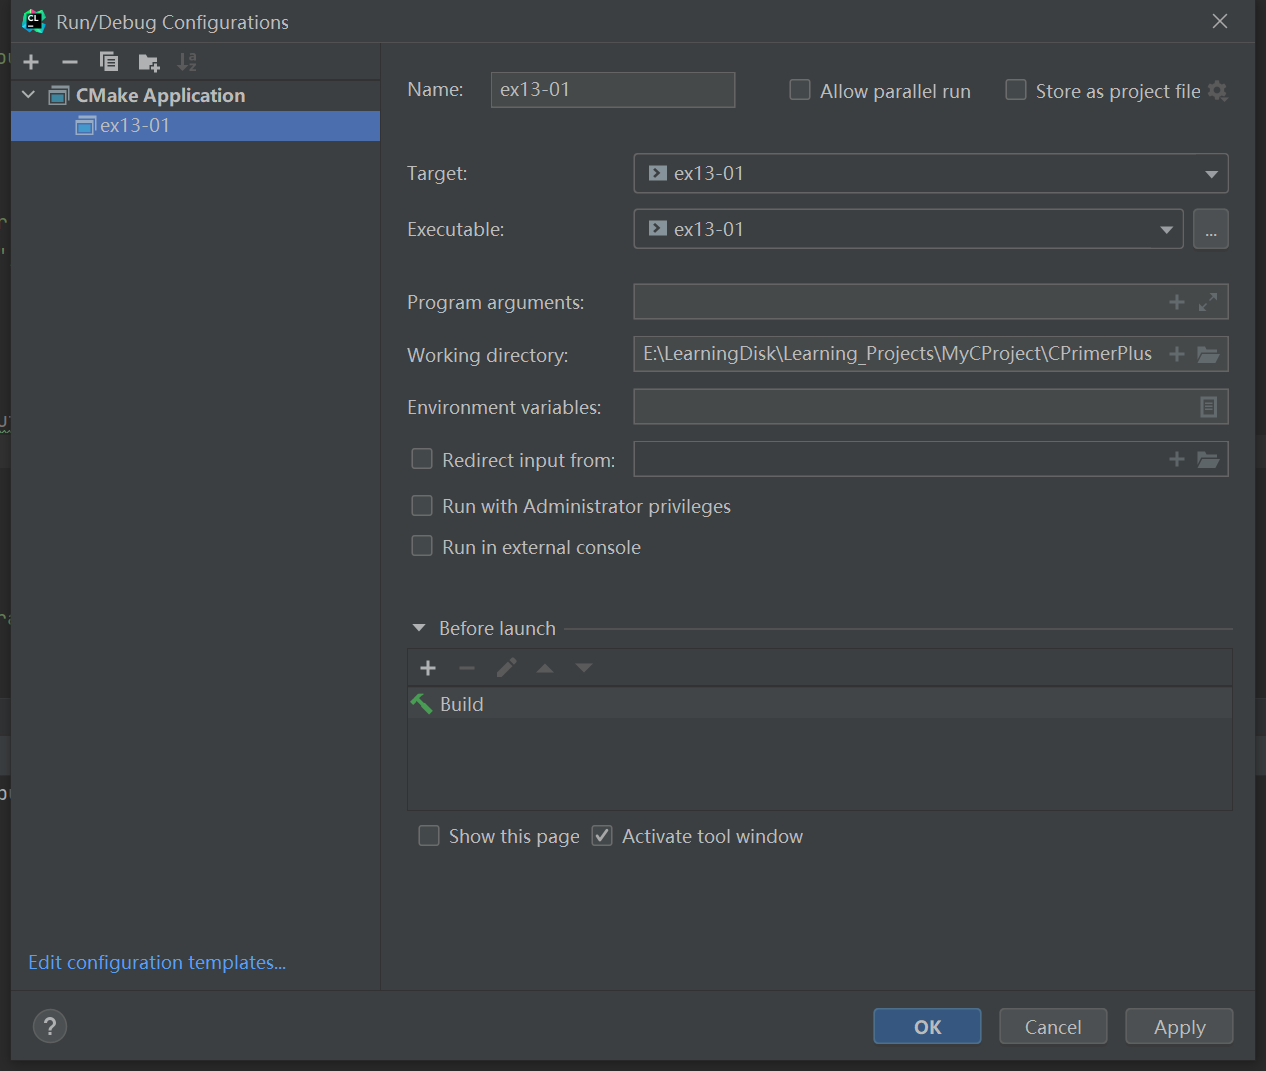 CL
Run/Debug Configurations
CMake Application
ex13-01
Name: ex13-01 Allow parallel run Store as project file
Target: ex13-01
Executable: ex13-01 ...
Program arguments:
Working directory: E:\LearningDisk\Learning_Projects\MyCProject\CPrimerPlus
Environment variables:
Redirect input from:
Run with Administrator privileges
Run in external console
Before launch
Build
Show this page Activate tool window
Edit configuration templates...
? OK Cancel Apply